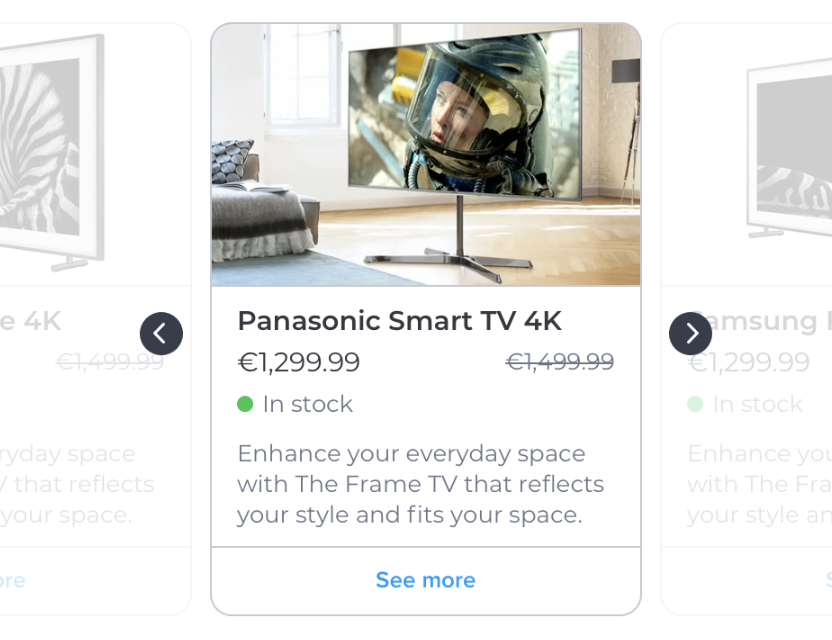 e 4K
€1,499.99
ryday space
V that reflects
your space.
ore
Panasonic Smart TV 4K
€1,299.99 €1,499.99
In stock
Enhance your everyday space
with The Frame TV that reflects
your style and fits your space.
See more
amsung
€1,299.99
In stock
Enhance you
with The Fra
your style an